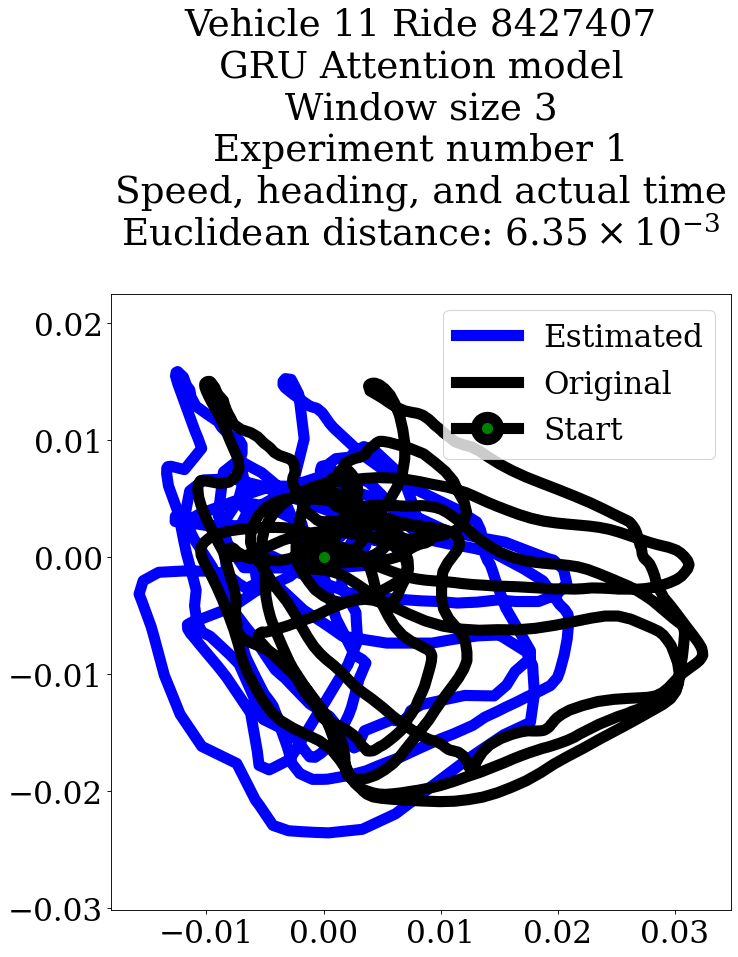 Vehicle 11 Ride 8427407
GRU Attention model
Window size 3
Experiment number 1
Speed, heading, and actual time
Euclidean distance: 6.35 × 10⁻³
Estimated
Original
Start
0.02
0.01
0.00
−0.01
−0.02
−0.03
−0.01 0.00 0.01 0.02 0.03